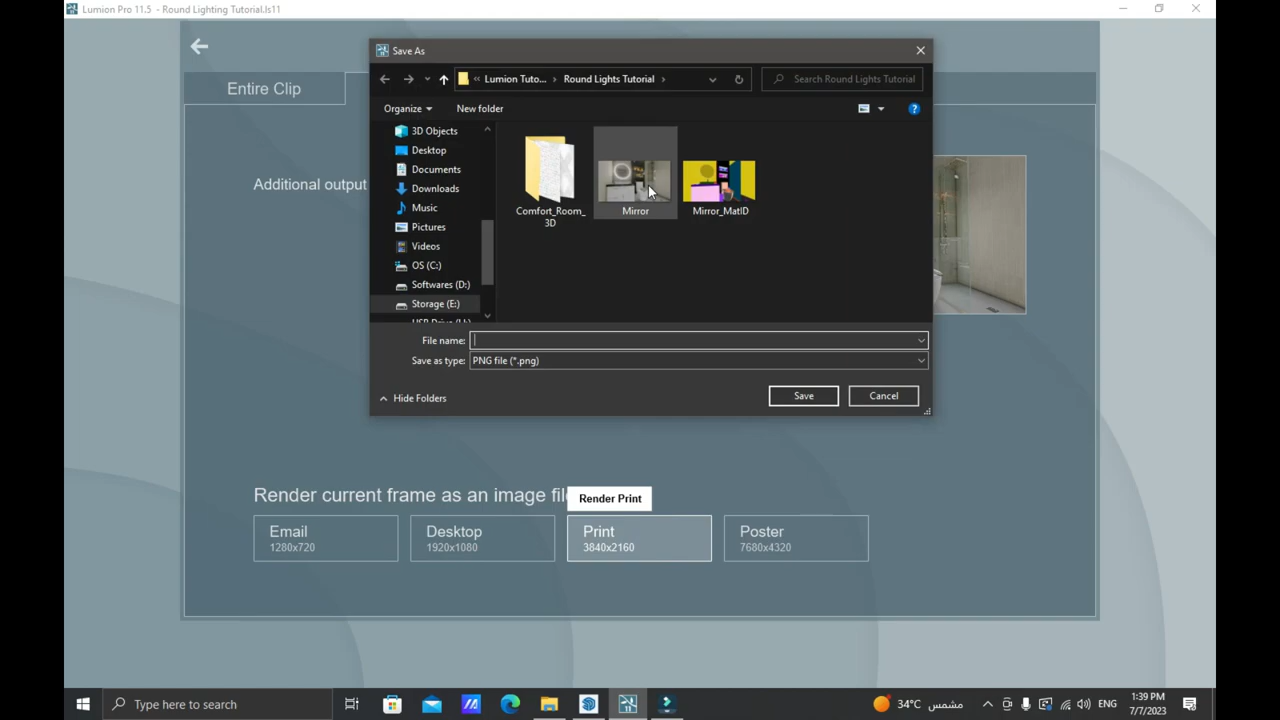 Lumion Pro 11.5 - Round Lighting Tutorial.ls11
Save As
Entire Clip
« Lumion Tuto... › Round Lights Tutorial ›
Search Round Lights Tutorial
Organize
New folder
3D Objects
Desktop
Documents
Downloads
Music
Pictures
Videos
OS (C:)
Softwares (D:)
Storage (E:)
Comfort_Room_
3D
Mirror
Mirror_MatID
Additional output
File name:
Save as type: PNG file (*.png)
Hide Folders
Save
Cancel
Render current frame as an image fil
Render Print
Email
1280x720
Desktop
1920x1080
Print
3840x2160
Poster
7680x4320
Type here to search
34°C مشمس
ENG
1:39 PM
7/7/2023